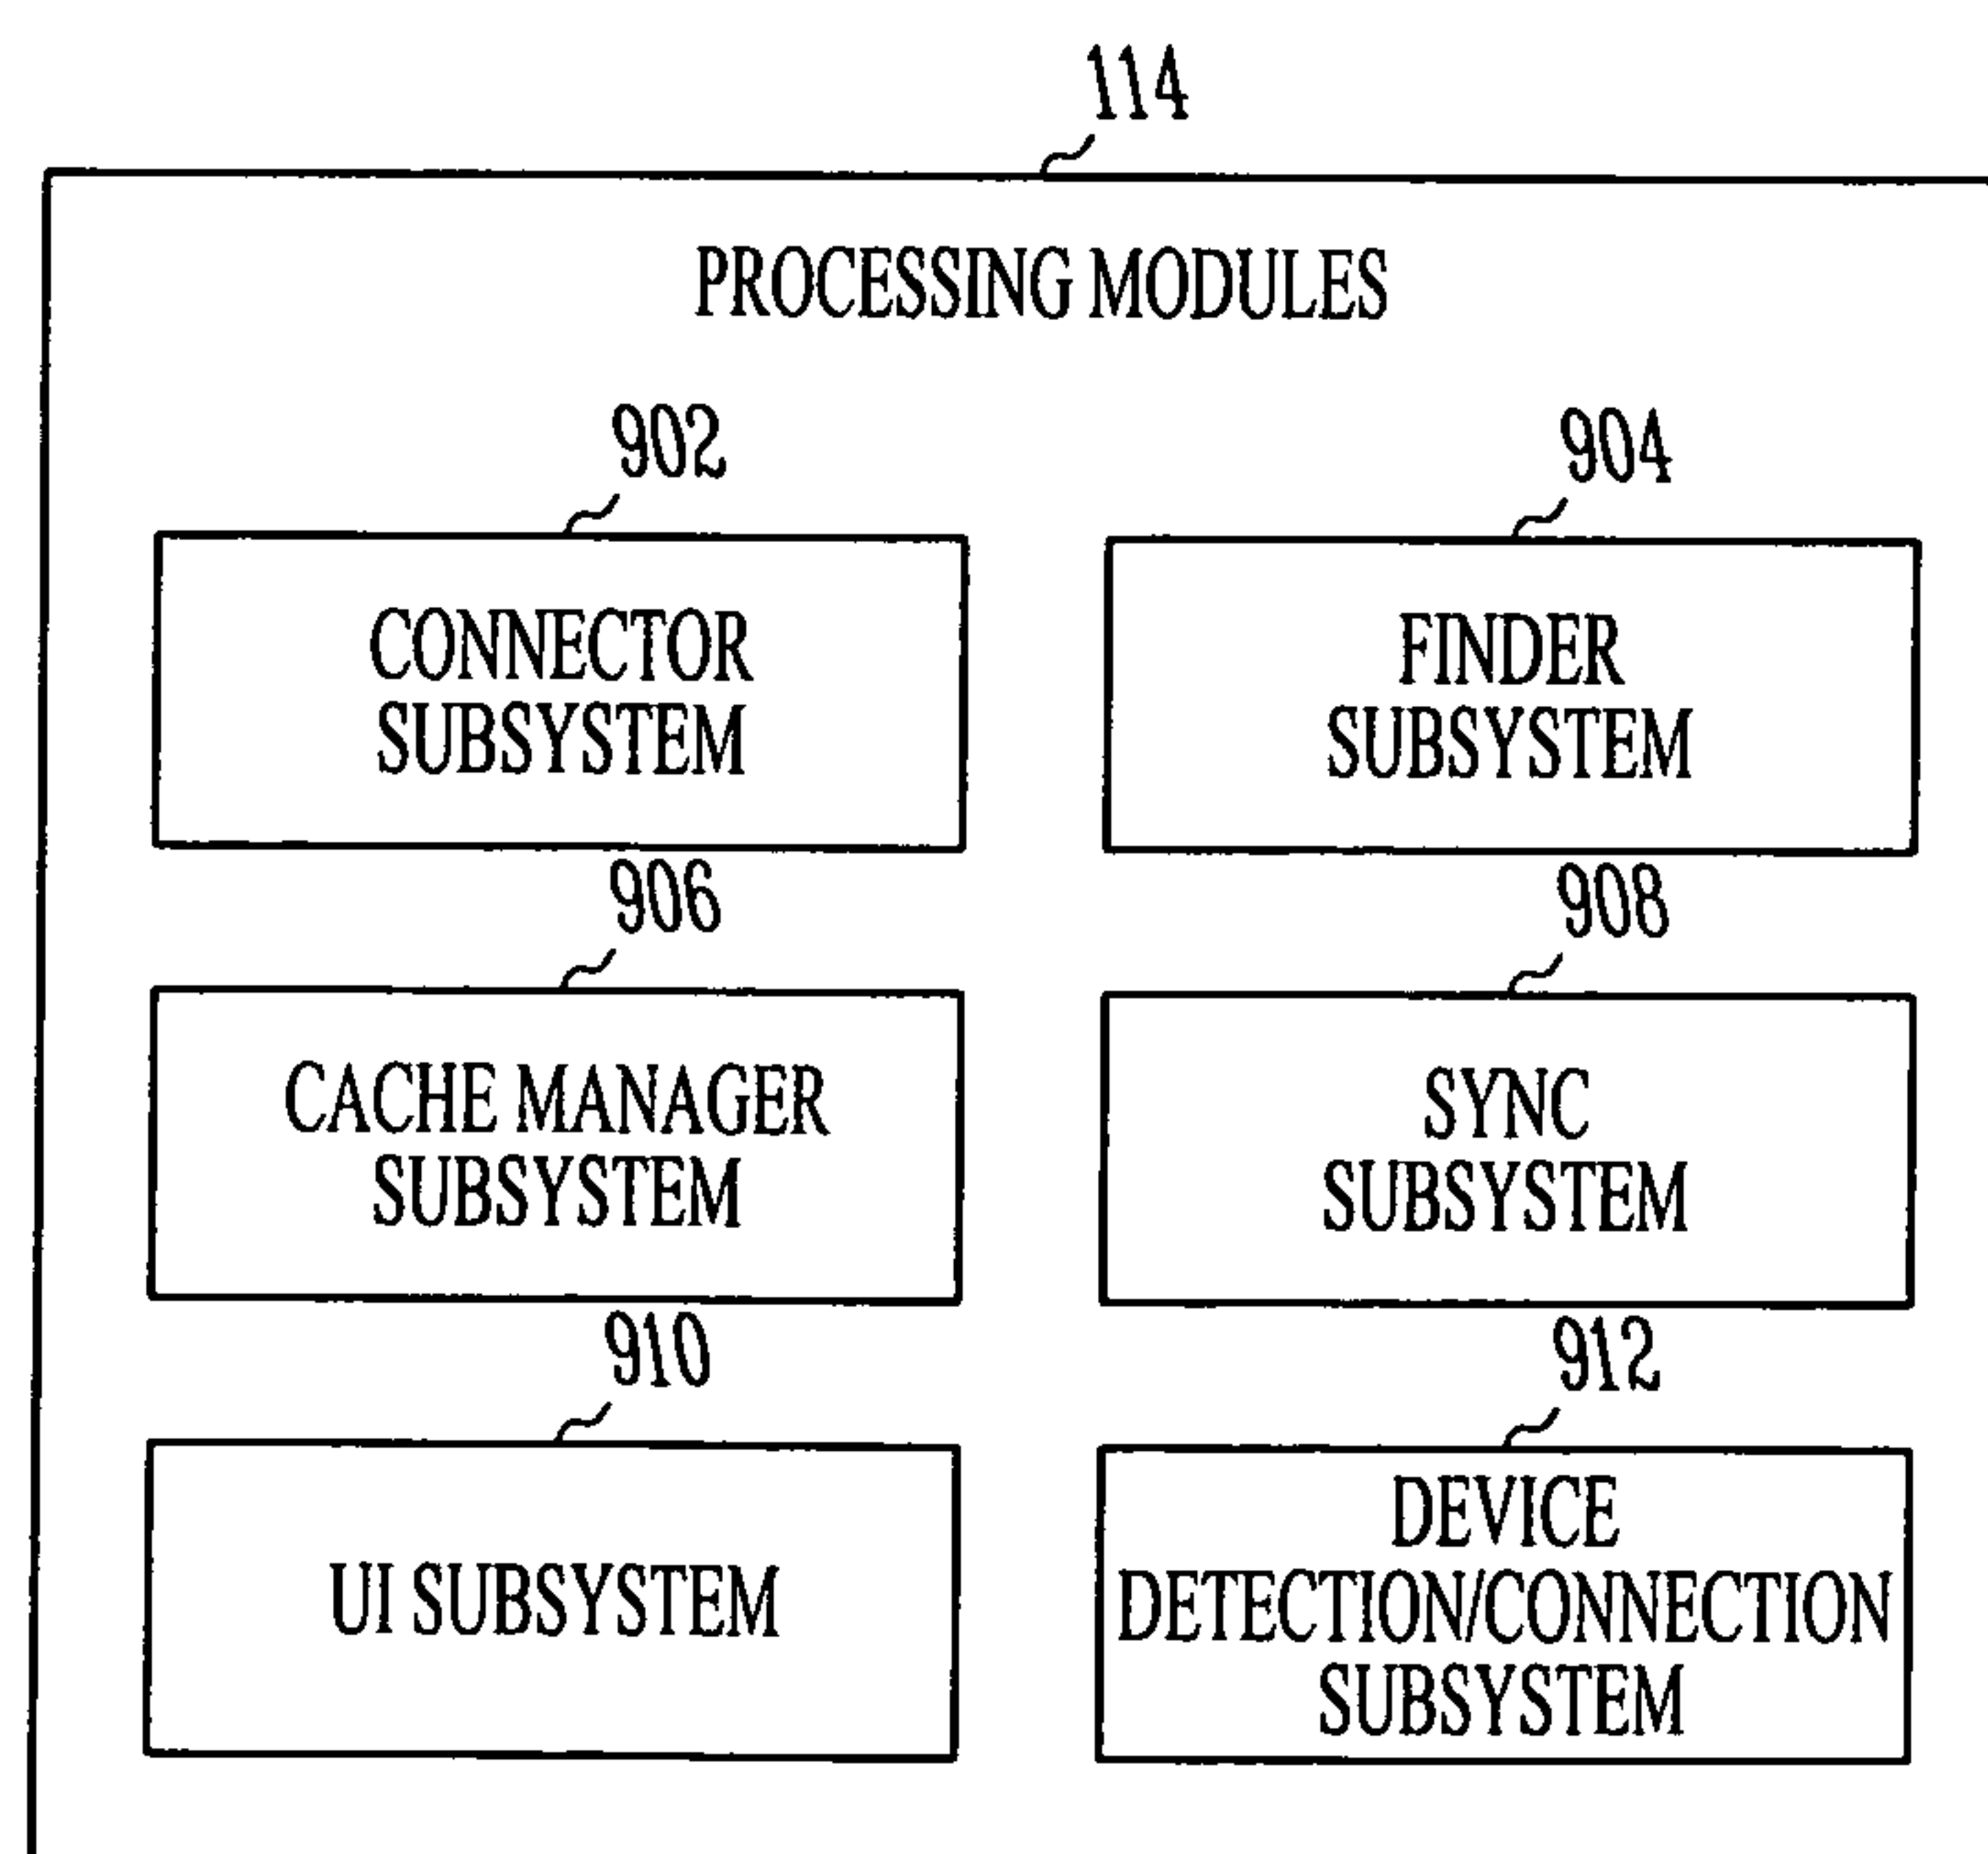 114
PROCESSING MODULES
902
CONNECTOR
SUBSYSTEM
904
FINDER
SUBSYSTEM
906
CACHE MANAGER
SUBSYSTEM
908
SYNC
SUBSYSTEM
910
UI SUBSYSTEM
912
DEVICE
DETECTION/CONNECTION
SUBSYSTEM